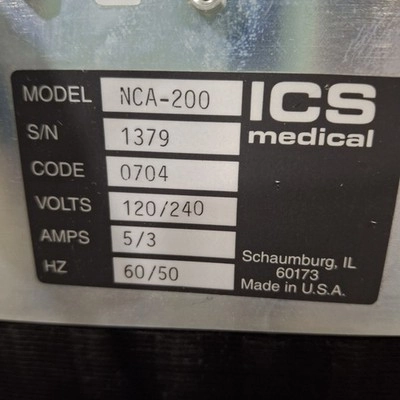 MODEL NCA-200
S/N 1379
CODE 0704
VOLTS 120/240
AMPS 5/3
HZ 60/50
ICS
medical
Schaumburg, IL
60173
Made in U.S.A.